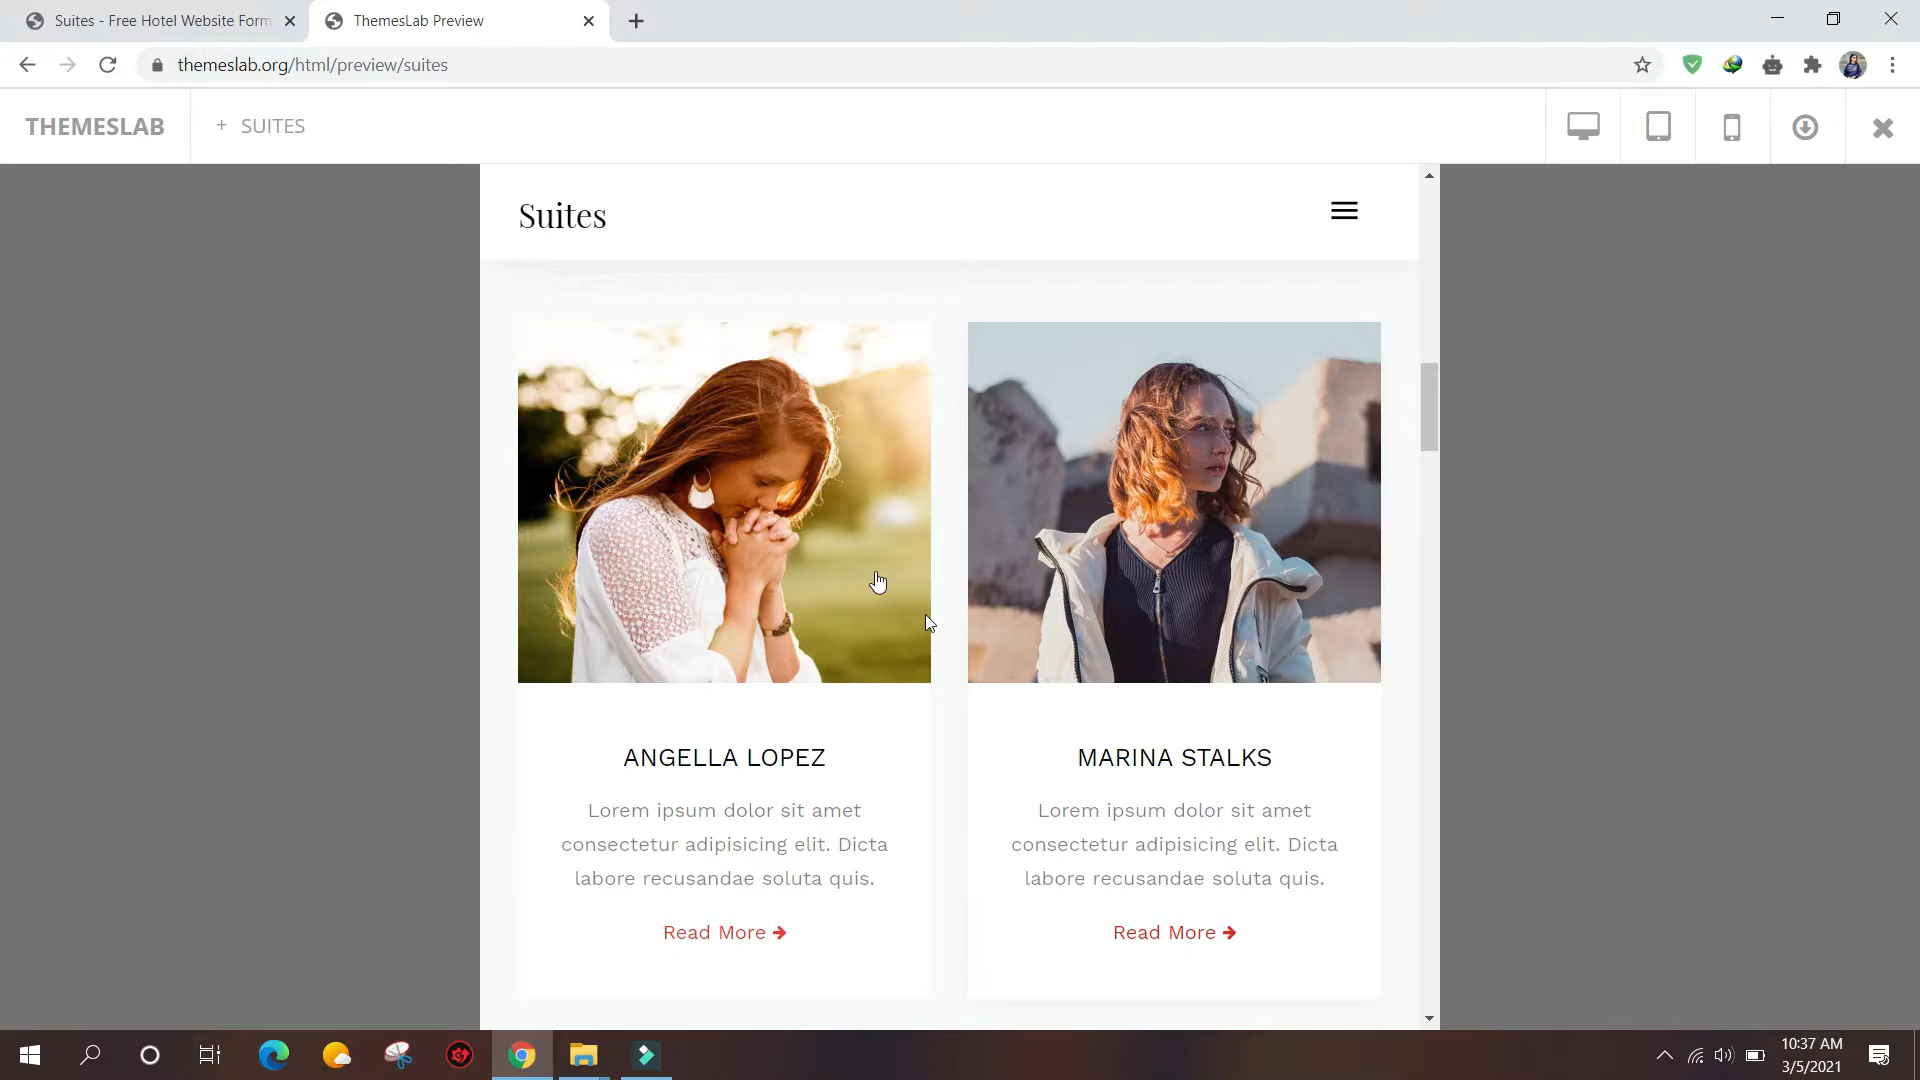 Suites - Free Hotel Website Form
ThemesLab Preview
themeslab.org/html/preview/suites
THEMESLAB
+ SUITES
Suites
ANGELLA LOPEZ
Lorem ipsum dolor sit amet
consectetur adipisicing elit. Dicta
labore recusandae soluta quis.
Read More
MARINA STALKS
Lorem ipsum dolor sit amet
consectetur adipisicing elit. Dicta
labore recusandae soluta quis.
Read More
10:37 AM
3/5/2021